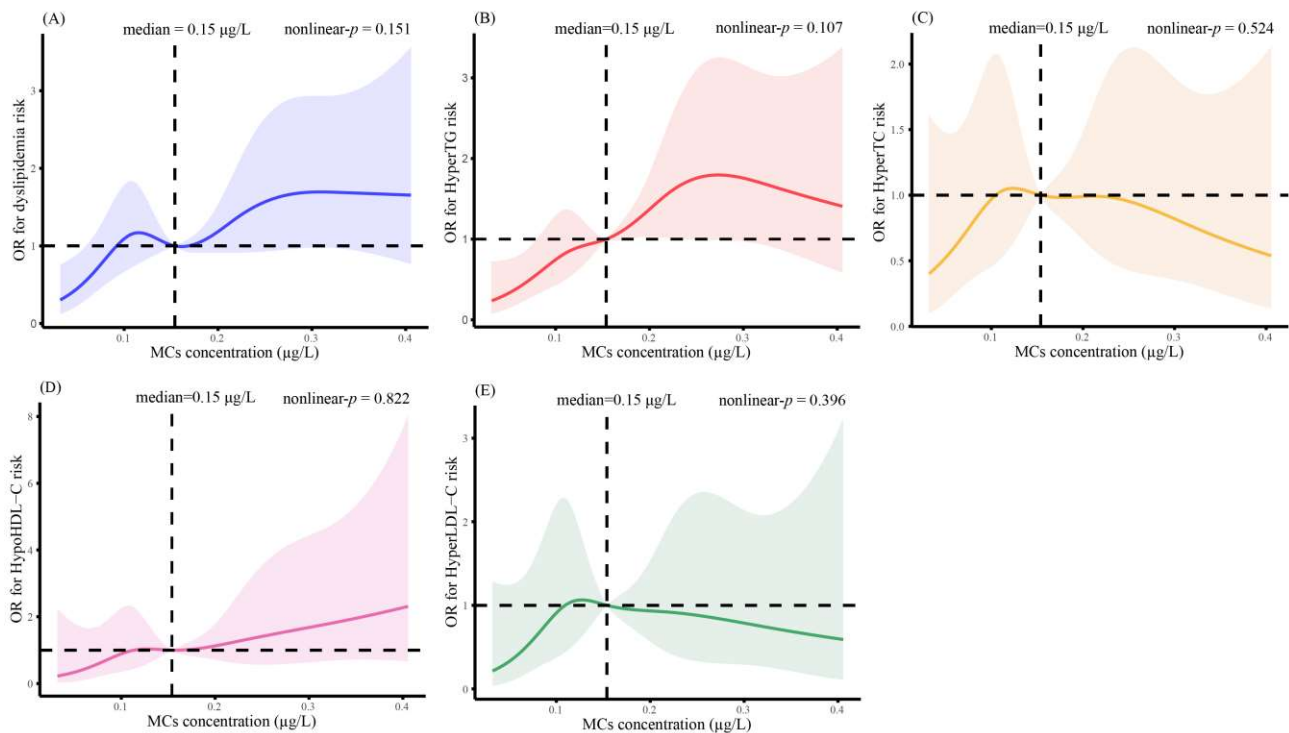 (A)
median = 0.15 µg/L
nonlinear-p = 0.151
OR for dyslipidemia risk
3
2
1
0
0.1
0.2
0.3
0.4
MCs concentration (µg/L)
(B)
median=0.15 µg/L
nonlinear-p = 0.107
OR for HyperTG risk
3
2
1
0
0.1
0.2
0.3
0.4
MCs concentration (µg/L)
(C)
median=0.15 µg/L
nonlinear-p = 0.524
OR for HyperTC risk
2.0
1.5
1.0
0.5
0.0
0.1
0.2
0.3
0.4
MCs concentration (µg/L)
(D)
median=0.15 µg/L
nonlinear-p = 0.822
OR for HypoHDL−C risk
8
6
4
2
0
0.1
0.2
0.3
0.4
MCs concentration (µg/L)
(E)
median=0.15 µg/L
nonlinear-p = 0.396
OR for HyperLDL−C risk
3
2
1
0
0.1
0.2
0.3
0.4
MCs concentration (µg/L)